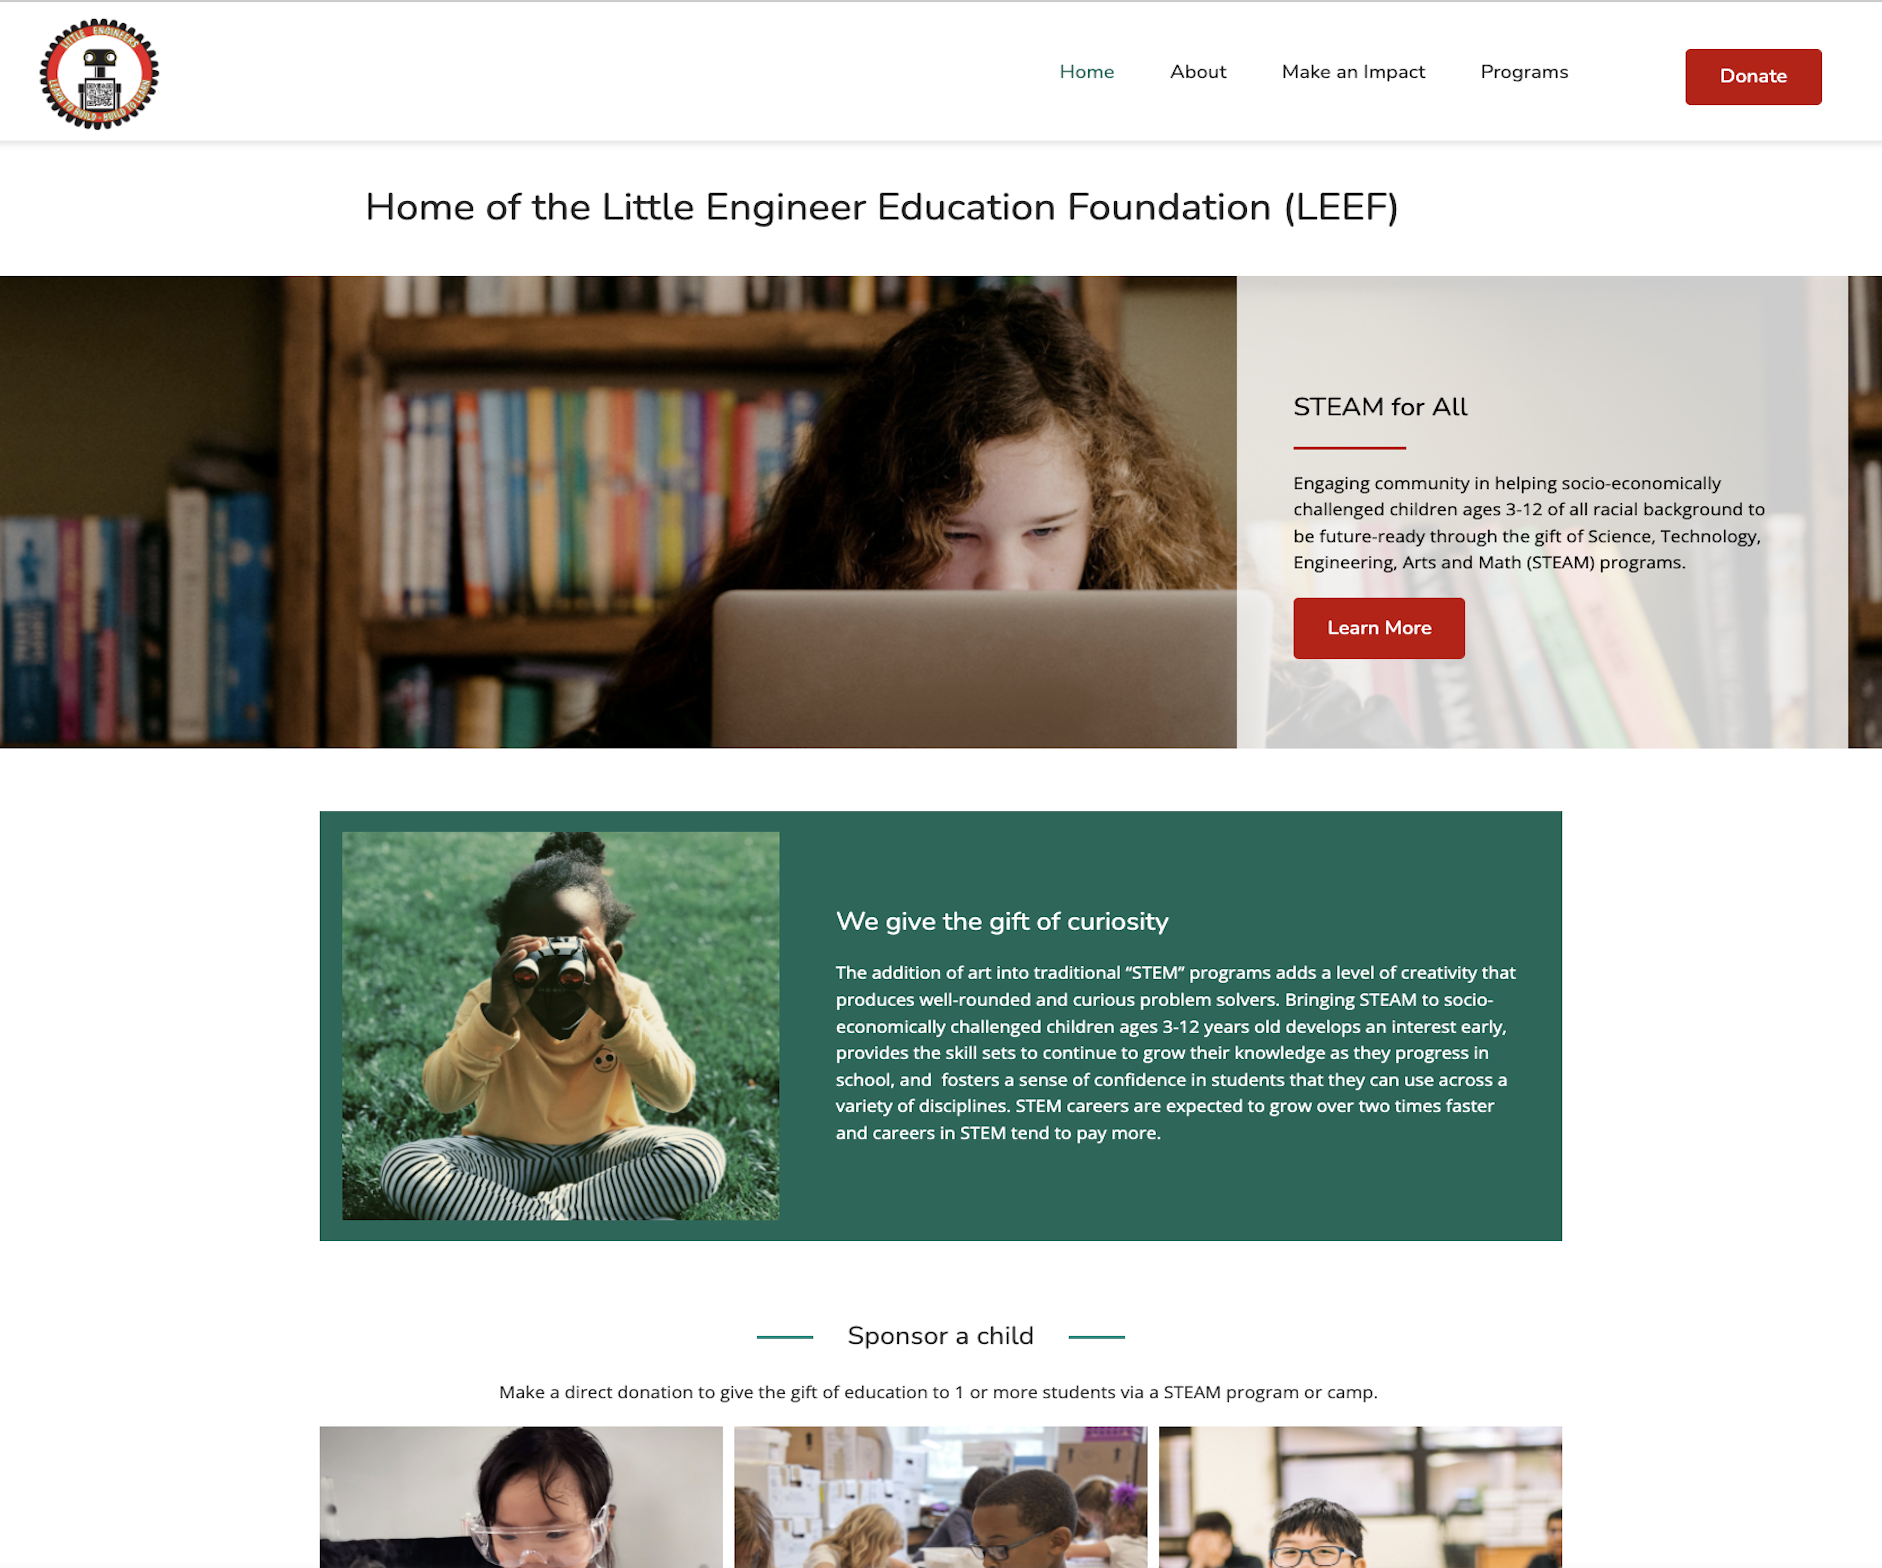 LITTLE ENGINEERS
LEARN TO BUILD - BUILD TO LEARN
Home
About
Make an Impact
Programs
Donate
Home of the Little Engineer Education Foundation (LEEF)
STEAM for All
Engaging community in helping socio-economically
challenged children ages 3-12 of all racial background to
be future-ready through the gift of Science, Technology,
Engineering, Arts and Math (STEAM) programs.
Learn More
We give the gift of curiosity
The addition of art into traditional “STEM” programs adds a level of creativity that
produces well-rounded and curious problem solvers. Bringing STEAM to socio-
economically challenged children ages 3-12 years old develops an interest early,
provides the skill sets to continue to grow their knowledge as they progress in
school, and  fosters a sense of confidence in students that they can use across a
variety of disciplines. STEM careers are expected to grow over two times faster
and careers in STEM tend to pay more.
Sponsor a child
Make a direct donation to give the gift of education to 1 or more students via a STEAM program or camp.